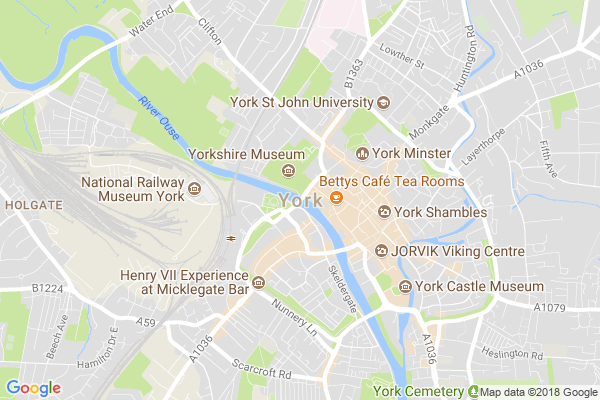 Water End
Clifton
Lowther St
Huntington Rd
B1363
A1036
York St John University
Monkgate
River Ouse
Layerthorpe
Fifth Ave
Yorkshire Museum
York Minster
National Railway
Museum York
Bettys Café Tea Rooms
York
HOLGATE
York Shambles
JORVIK Viking Centre
Henry VII Experience
at Micklegate Bar
Skeldergate
B1224
York Castle Museum
A1079
Beech Ave
A59
Nunnery Ln
Hamilton Dr E
A1036
A1036
Heslington Rd
Scarcroft Rd
York Cemetery
Google
Map data ©2018 Google